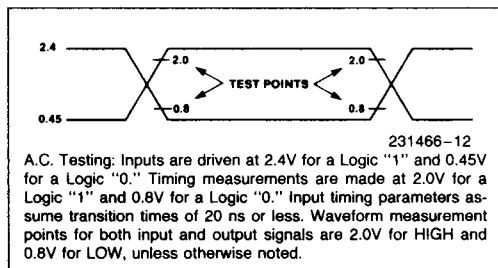 2.4
2.0 2.0
TEST POINTS
0.8 0.8
0.45
231466–12
A.C. Testing: Inputs are driven at 2.4V for a Logic "1" and 0.45V
for a Logic "0." Timing measurements are made at 2.0V for a
Logic "1" and 0.8V for a Logic "0." Input timing parameters as-
sume transition times of 20 ns or less. Waveform measurement
points for both input and output signals are 2.0V for HIGH and
0.8V for LOW, unless otherwise noted.